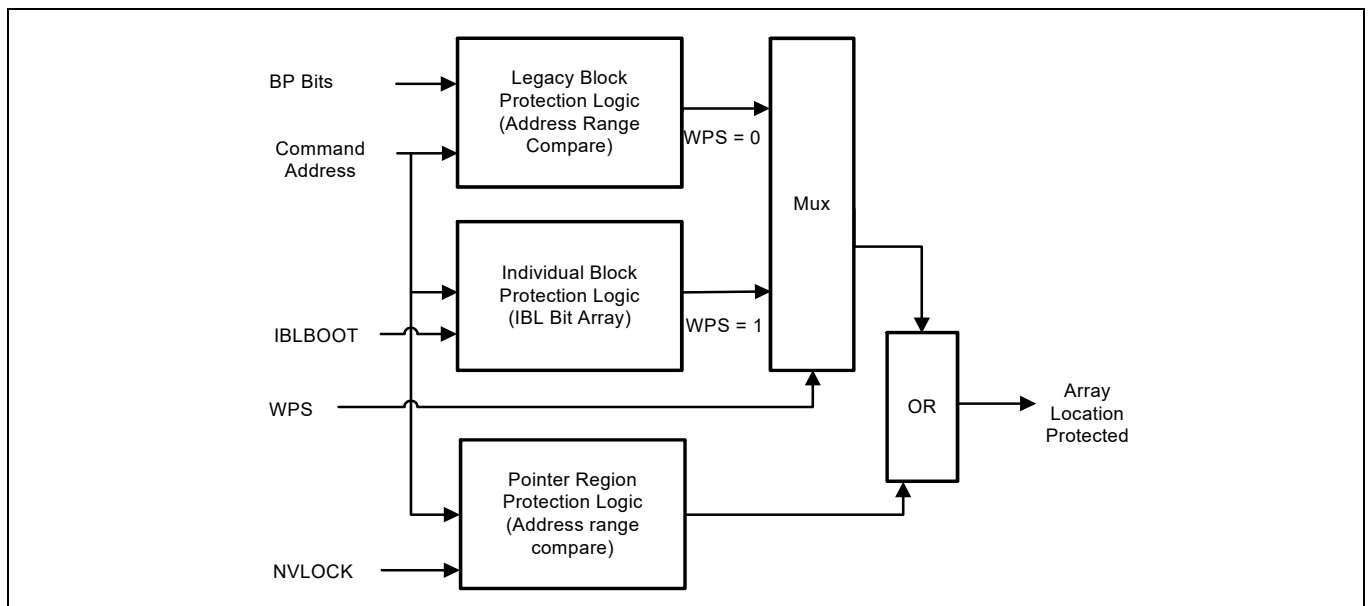 BP Bits
Legacy Block
Protection Logic
(Address Range
Compare)
WPS = 0
Command
Address
Mux
Individual Block
Protection Logic
(IBL Bit Array)
WPS = 1
IBLBOOT
WPS
OR
Array
Location
Protected
Pointer Region
Protection Logic
(Address range
compare)
NVLOCK